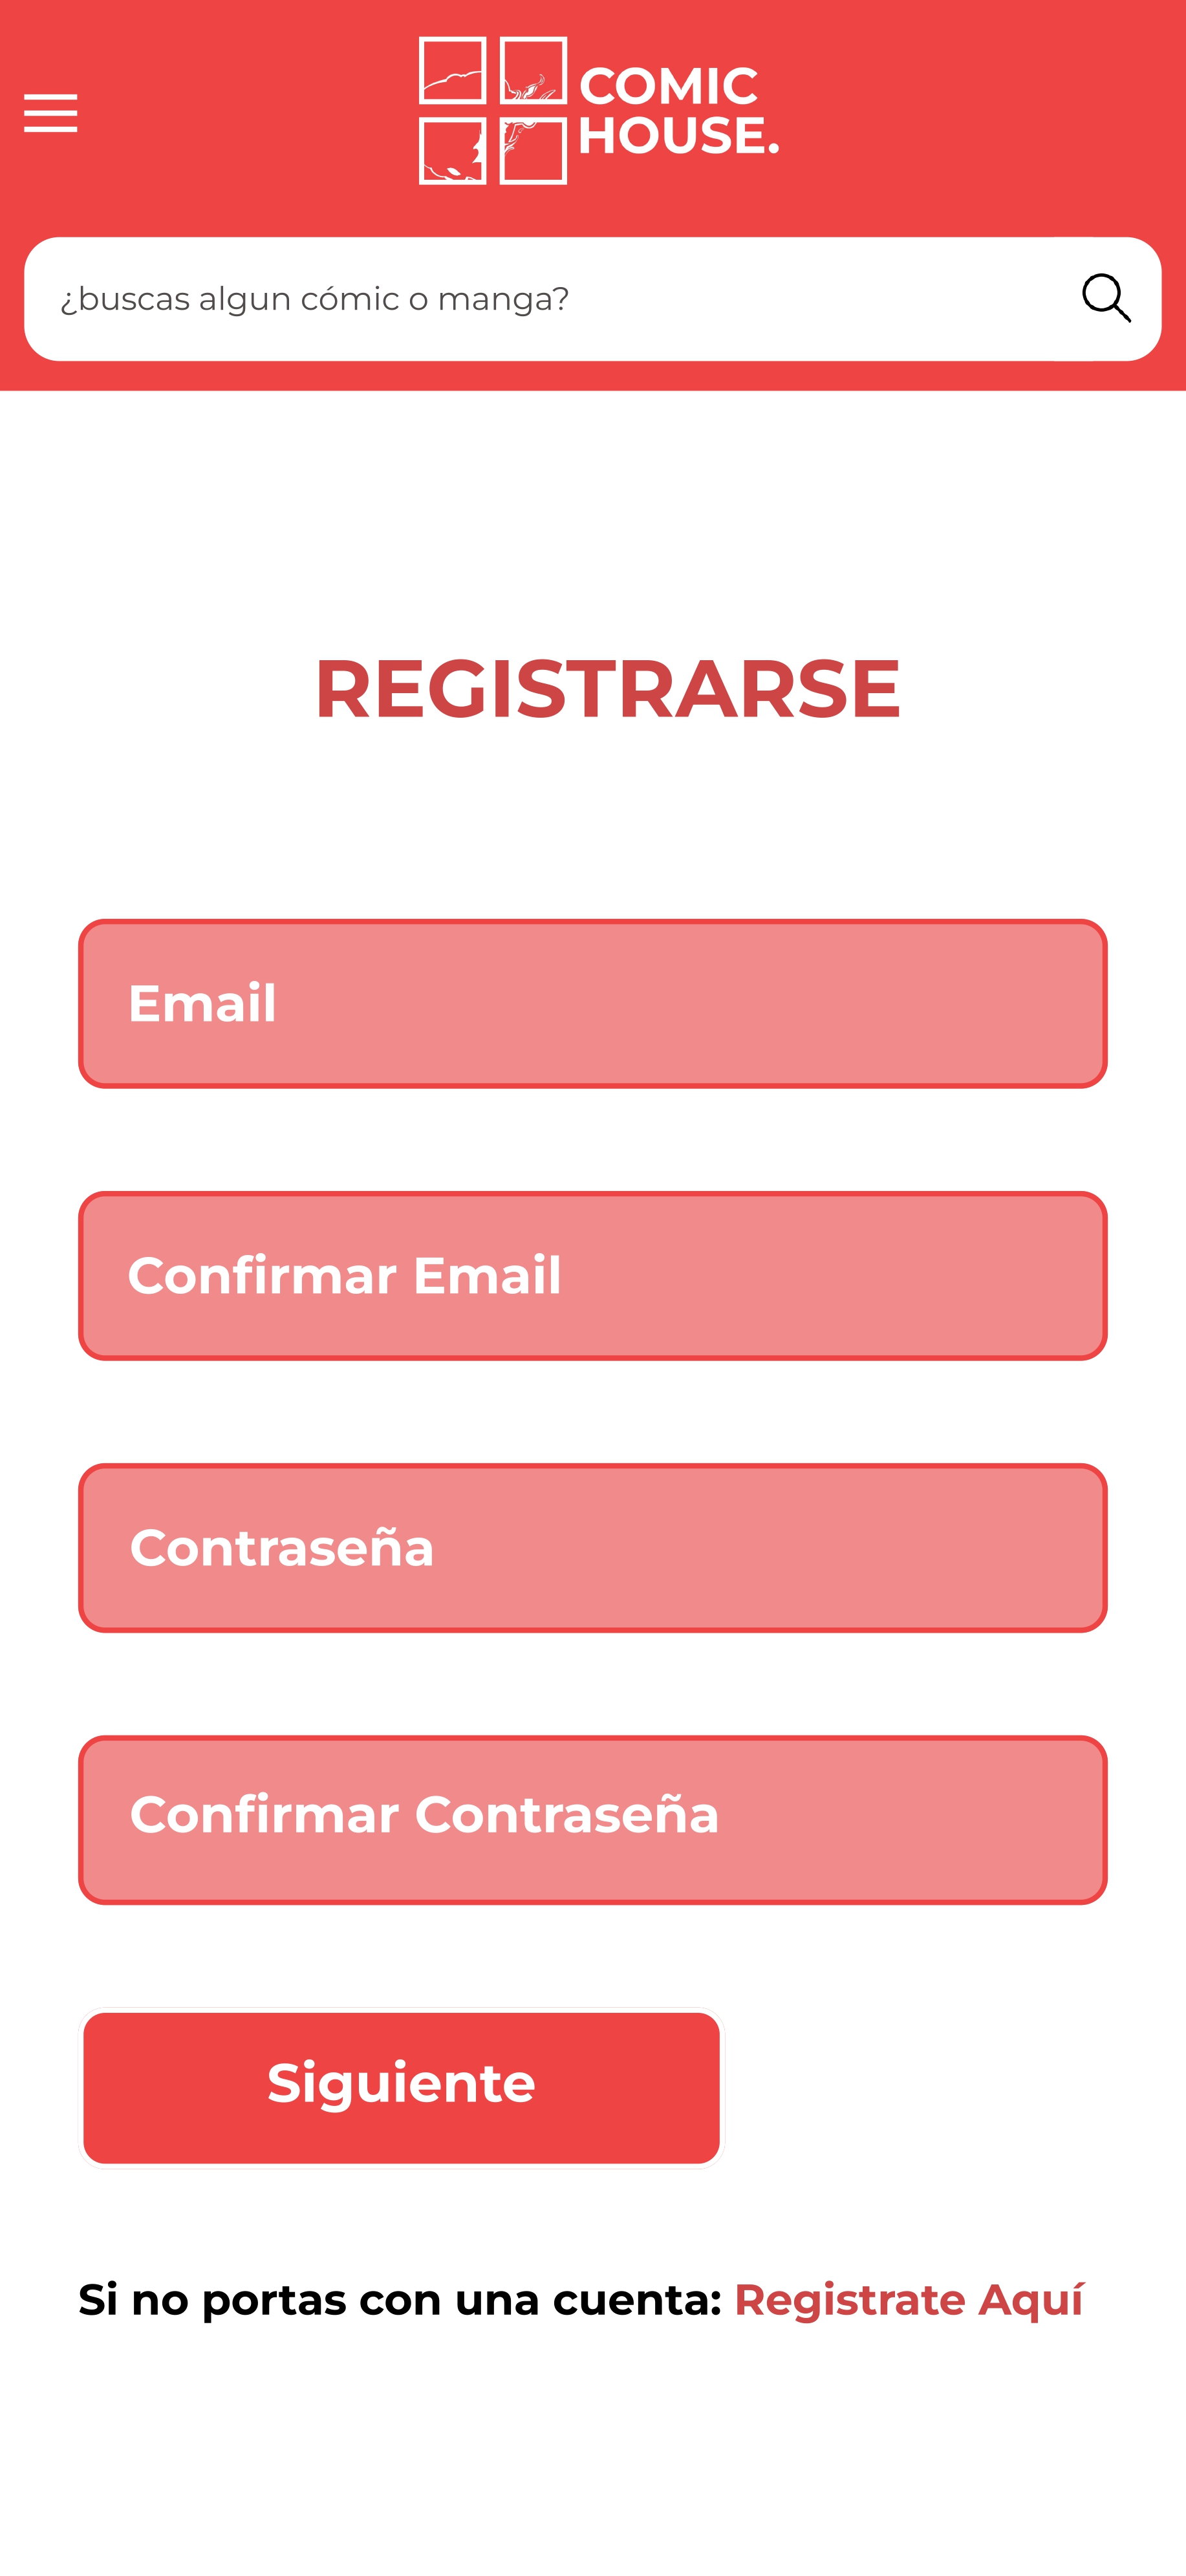 COMIC
HOUSE.
¿buscas algun cómic o manga?
REGISTRARSE
Email
Confirmar Email
Contraseña
Confirmar Contraseña
Siguiente
Si no portas con una cuenta: Registrate Aquí